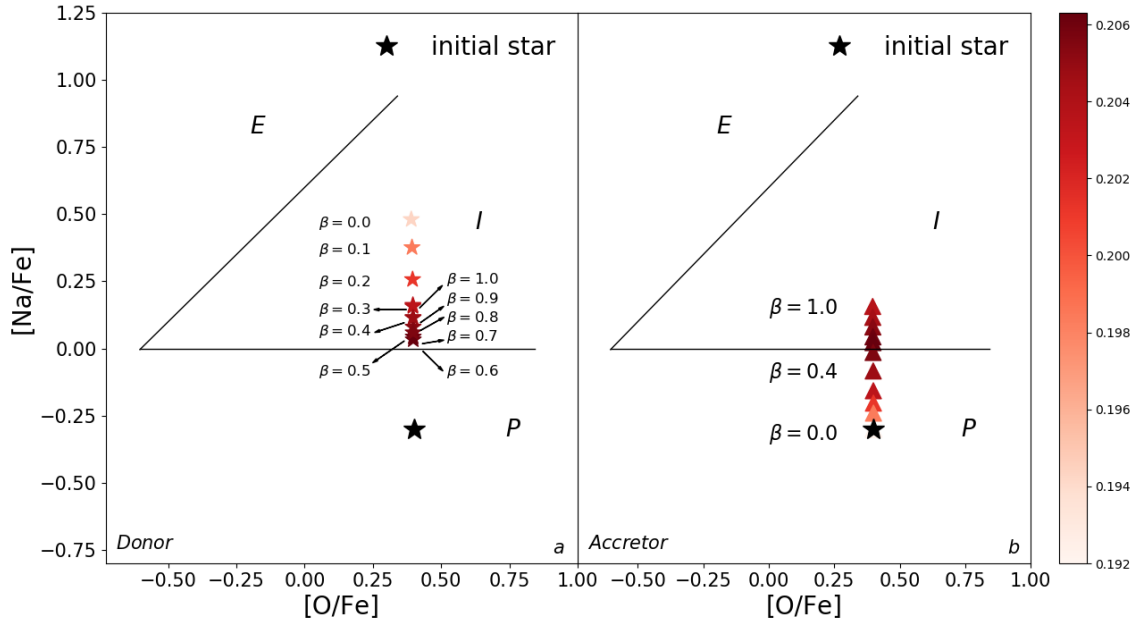 1.25
1.00
0.75
0.50
0.25
0.00
−0.25
−0.50
−0.75
[Na/Fe]
initial star
E
I
P
β = 0.0
β = 0.1
β = 0.2
β = 0.3
β = 0.4
β = 0.5
β = 1.0
β = 0.9
β = 0.8
β = 0.7
β = 0.6
Donor
a
−0.50
−0.25
0.00
0.25
0.50
0.75
1.00
[O/Fe]
initial star
E
I
P
β = 1.0
β = 0.4
β = 0.0
Accretor
b
−0.50
−0.25
0.00
0.25
0.50
0.75
1.00
[O/Fe]
0.206
0.204
0.202
0.200
0.198
0.196
0.194
0.192